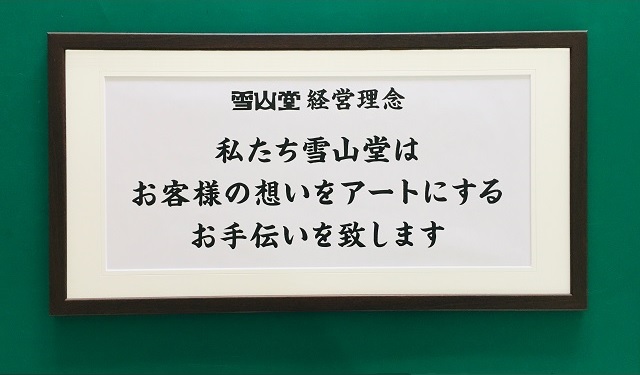 雪山堂 経営理念
私たち雪山堂は
お客様の想いをアートにする
お手伝いを致します